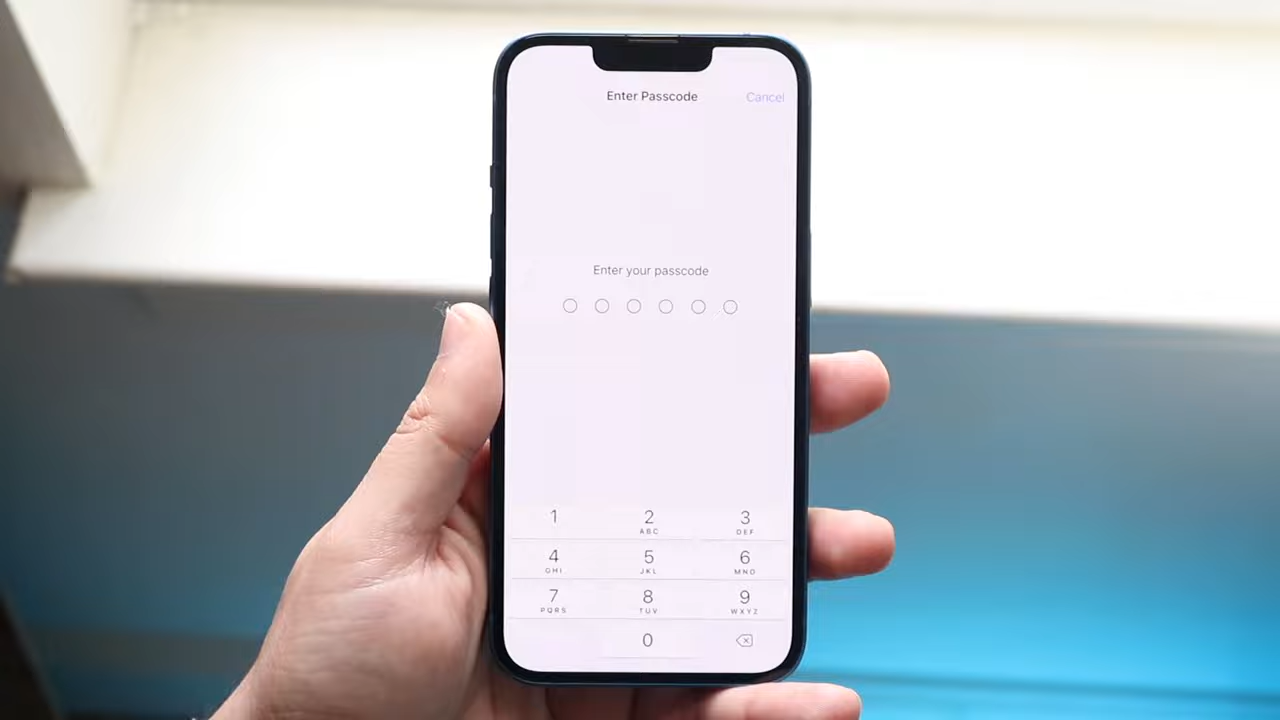 Enter Passcode Cancel
Enter your passcode
1 2 3
ABC DEF
4 5 6
GHI JKL MNO
7 8 9
PQRS TUV WXYZ
0